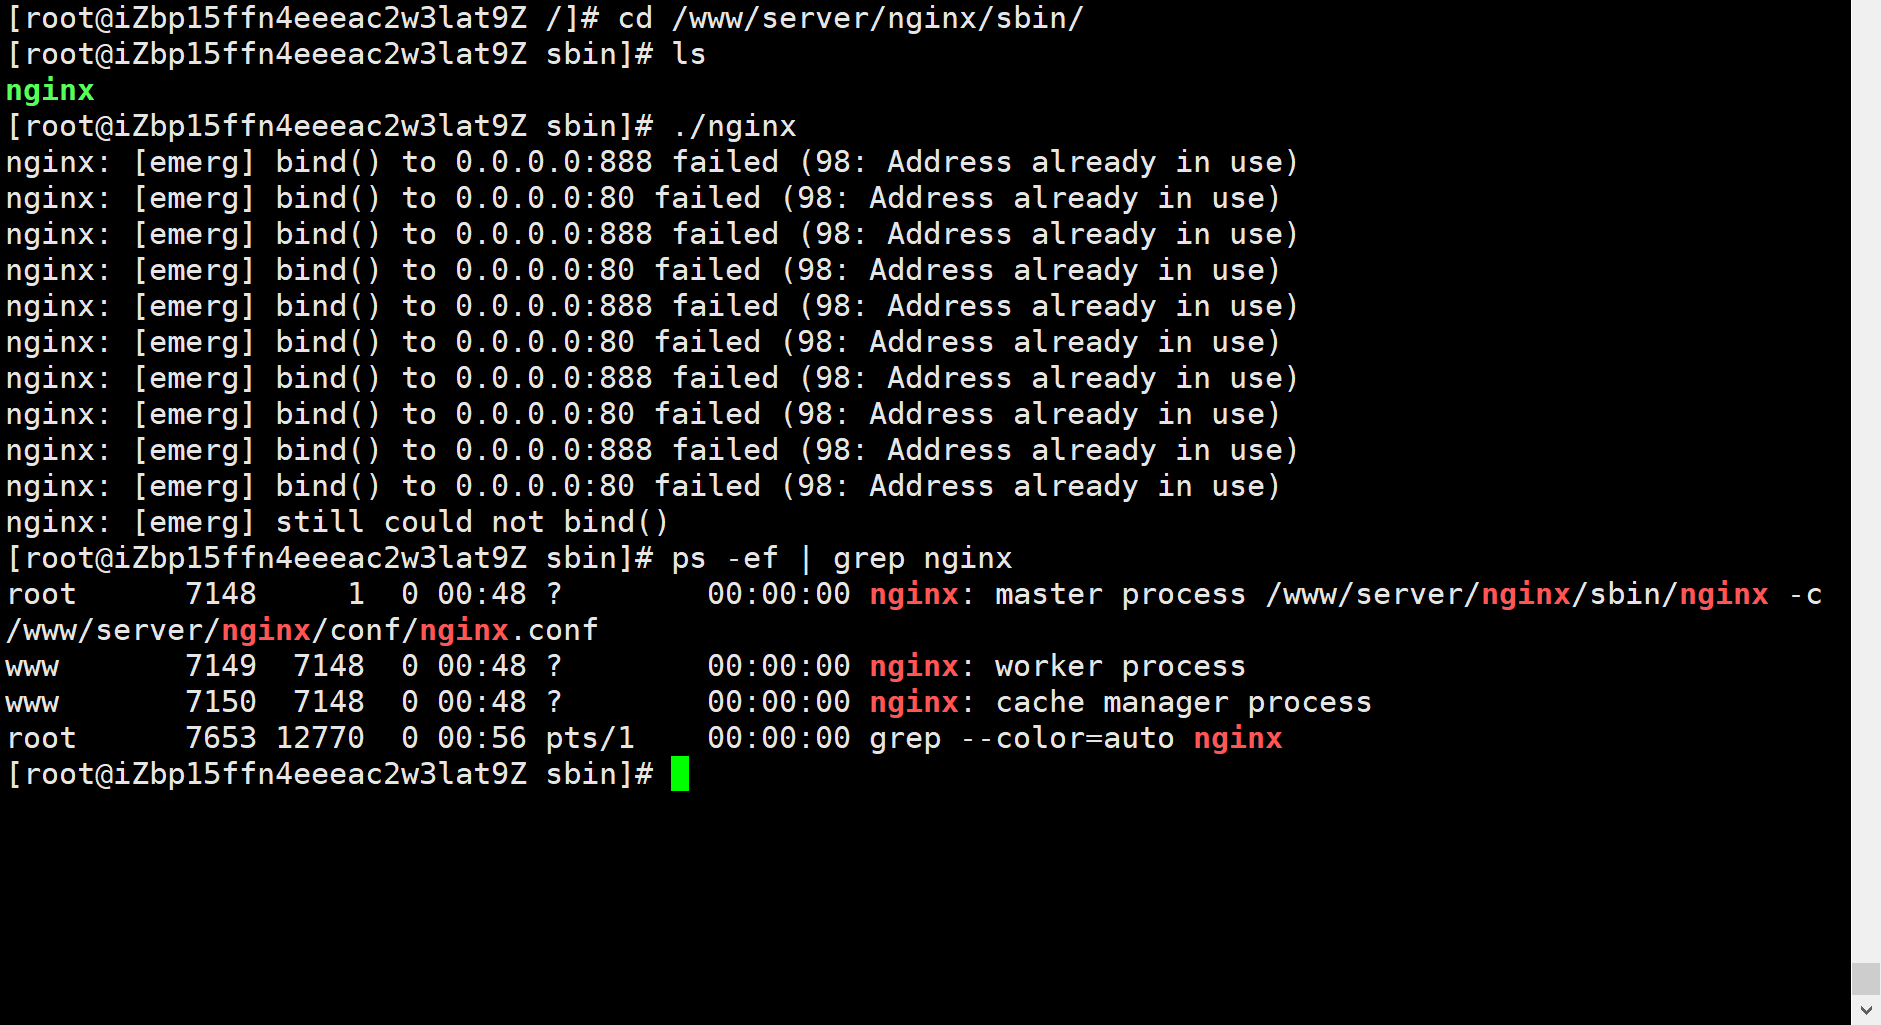 [root@iZbp15ffn4eeeac2w3lat9Z /]# cd /www/server/nginx/sbin/
[root@iZbp15ffn4eeeac2w3lat9Z sbin]# ls
nginx
[root@iZbp15ffn4eeeac2w3lat9Z sbin]# ./nginx
nginx: [emerg] bind() to 0.0.0.0:888 failed (98: Address already in use)
nginx: [emerg] bind() to 0.0.0.0:80 failed (98: Address already in use)
nginx: [emerg] bind() to 0.0.0.0:888 failed (98: Address already in use)
nginx: [emerg] bind() to 0.0.0.0:80 failed (98: Address already in use)
nginx: [emerg] bind() to 0.0.0.0:888 failed (98: Address already in use)
nginx: [emerg] bind() to 0.0.0.0:80 failed (98: Address already in use)
nginx: [emerg] bind() to 0.0.0.0:888 failed (98: Address already in use)
nginx: [emerg] bind() to 0.0.0.0:80 failed (98: Address already in use)
nginx: [emerg] bind() to 0.0.0.0:888 failed (98: Address already in use)
nginx: [emerg] bind() to 0.0.0.0:80 failed (98: Address already in use)
nginx: [emerg] still could not bind()
[root@iZbp15ffn4eeeac2w3lat9Z sbin]# ps -ef | grep nginx
root      7148     1  0 00:48 ?        00:00:00 nginx: master process /www/server/nginx/sbin/nginx -c
/www/server/nginx/conf/nginx.conf
www       7149  7148  0 00:48 ?        00:00:00 nginx: worker process
www       7150  7148  0 00:48 ?        00:00:00 nginx: cache manager process
root      7653 12770  0 00:56 pts/1    00:00:00 grep --color=auto nginx
[root@iZbp15ffn4eeeac2w3lat9Z sbin]#